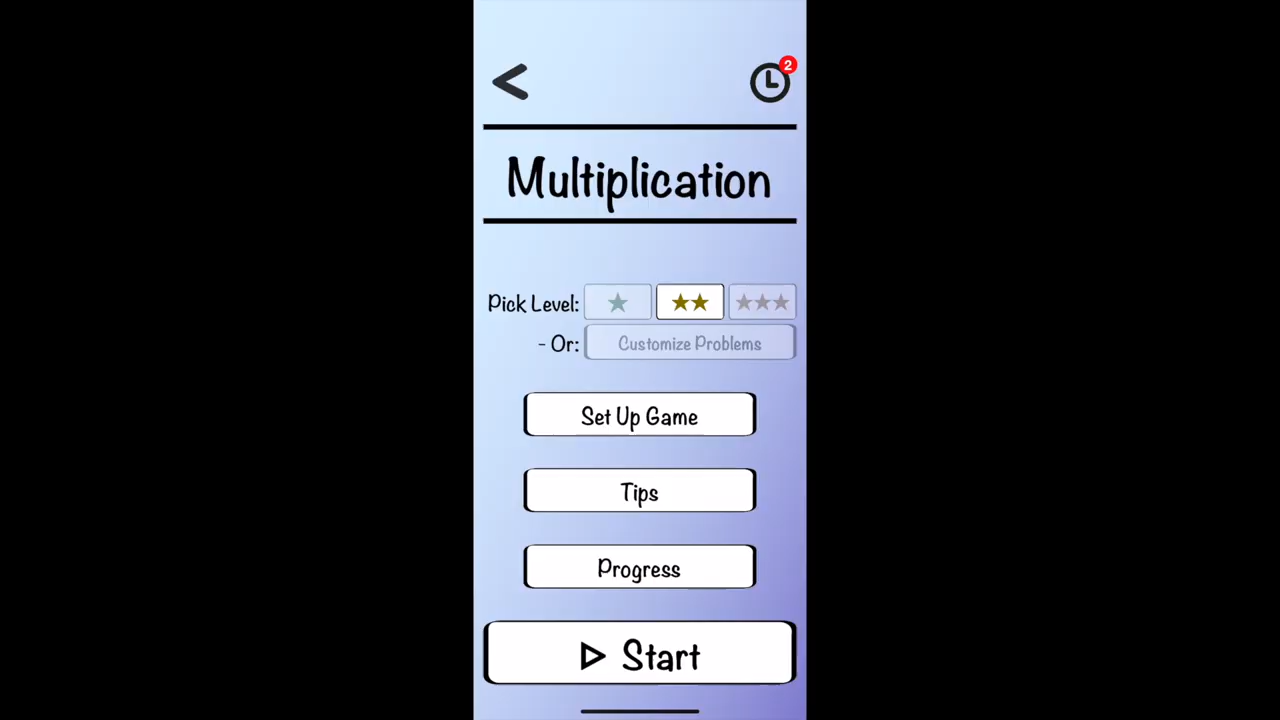 2
Multiplication
Pick Level:
- Or: Customize Problems
Set Up Game
Tips
Progress
Start